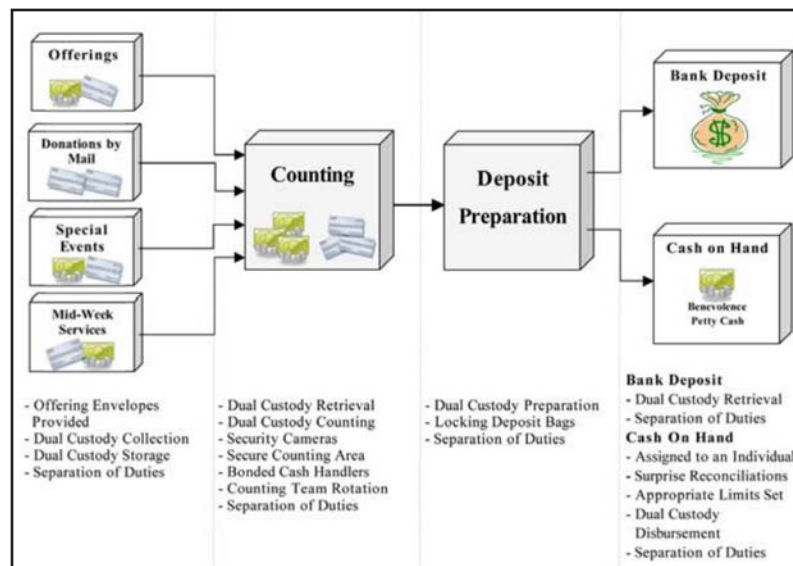 Offerings
Donations by
Mail
Special
Events
Mid-Week
Services
Counting
Deposit
Preparation
Bank Deposit
$
Cash on Hand
Benevolence
Petty Cash
- Offering Envelopes
Provided
- Dual Custody Collection
- Dual Custody Storage
- Separation of Duties
- Dual Custody Retrieval
- Dual Custody Counting
- Security Cameras
- Secure Counting Area
- Bonded Cash Handlers
- Counting Team Rotation
- Separation of Duties
- Dual Custody Preparation
- Locking Deposit Bags
- Separation of Duties
Bank Deposit
- Dual Custody Retrieval
- Separation of Duties
Cash On Hand
- Assigned to an Individual
- Surprise Reconciliations
- Appropriate Limits Set
- Dual Custody
Disbursement
- Separation of Duties